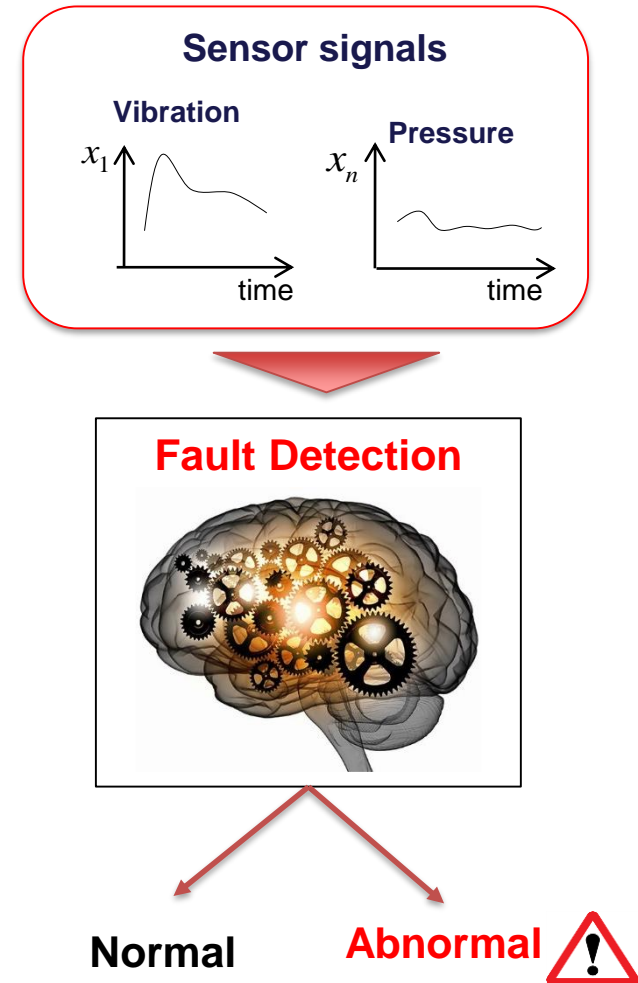 Sensor signals
Vibration
Pressure
x₁
xₙ
time
time
Fault Detection
Normal
Abnormal
!